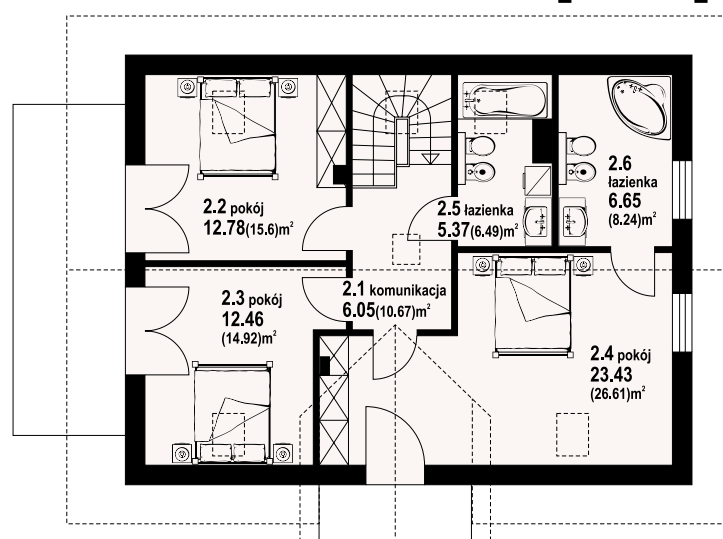 2.6
łazienka
6.65
(8.24)m²
2.2 pokój
12.78(15.6)m²
2.5 łazienka
5.37(6.49)m²
2.3 pokój
12.46
(14.92)m²
2.1 komunikacja
6.05(10.67)m²
2.4 pokój
23.43
(26.61)m²